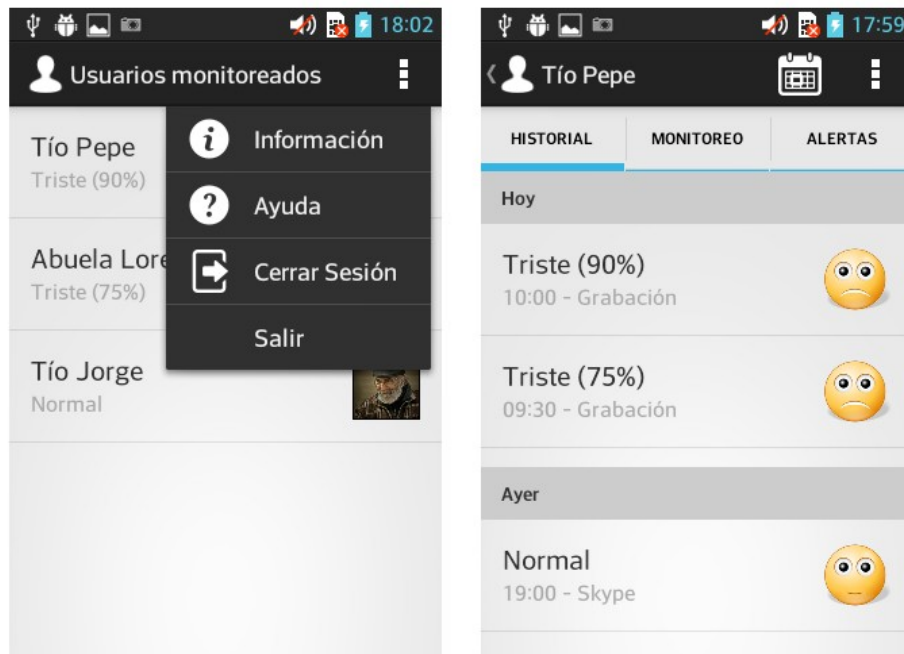 18:02
Usuarios monitoreados
Tío Pepe
Triste (90%)
Información
Ayuda
Abuela Lore
Triste (75%)
Cerrar Sesión
Salir
Tío Jorge
Normal
17:59
Tío Pepe
HISTORIAL MONITOREO ALERTAS
Hoy
Triste (90%)
10:00 - Grabación
Triste (75%)
09:30 - Grabación
Ayer
Normal
19:00 - Skype